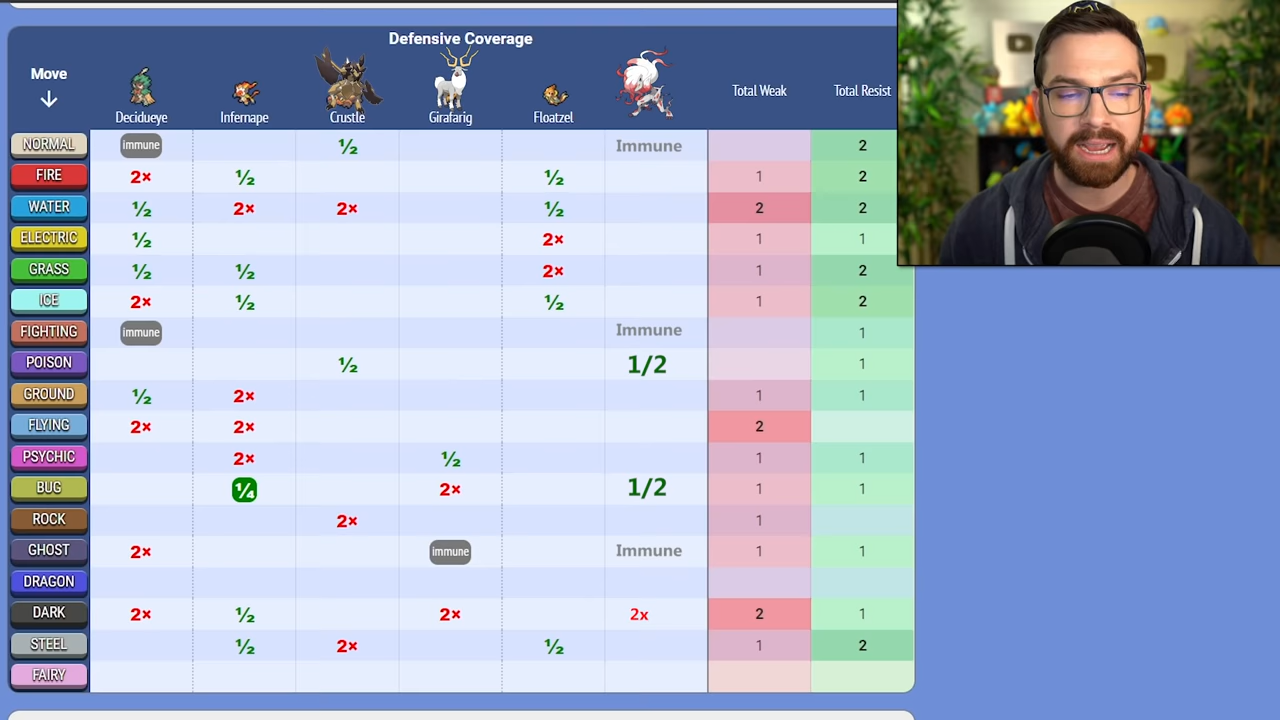 Defensive Coverage
Move Decidueye Infernape Crustle Girafarig Floatzel Total Weak Total Resist
↓
NORMAL immune ½ Immune 2
FIRE 2× ½ ½ 1 2
WATER ½ 2× 2× ½ 2 2
ELECTRIC ½ 2× 1 1
GRASS ½ ½ 2× 1 2
ICE 2× ½ ½ 1 2
FIGHTING immune Immune 1
POISON ½ 1/2 1
GROUND ½ 2× 1 1
FLYING 2× 2× 2
PSYCHIC 2× ½ 1 1
BUG ¼ 2× 1/2 1 1
ROCK 2× 1
GHOST 2× immune Immune 1 1
DRAGON
DARK 2× ½ 2× 2x 2 1
STEEL ½ 2× ½ 1 2
FAIRY